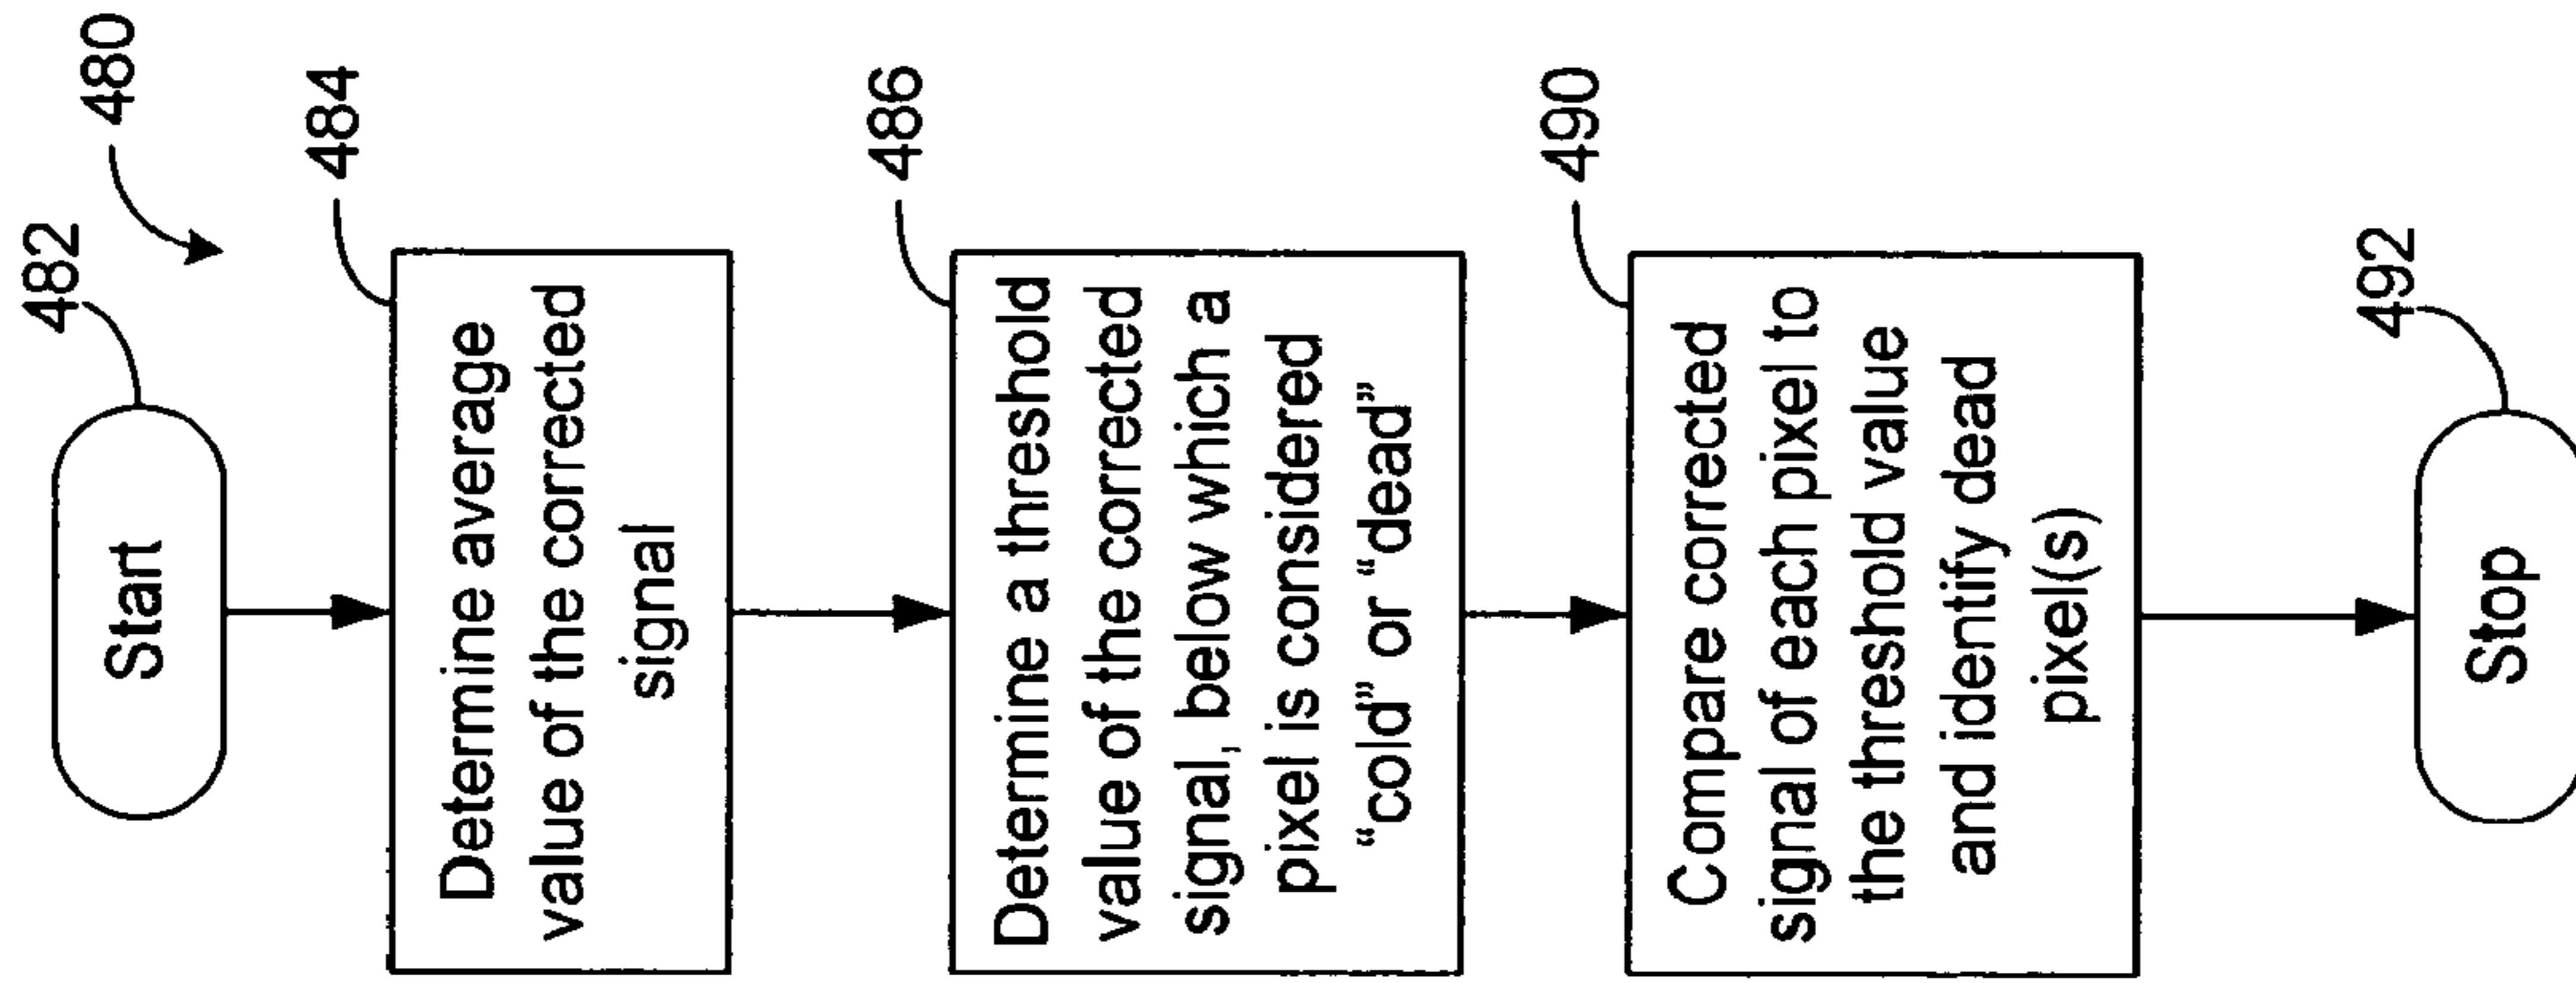 480
482
Start
484
Determine average
value of the corrected
signal
486
Determine a threshold
value of the corrected
signal, below which a
pixel is considered
“cold” or “dead”
490
Compare corrected
signal of each pixel to
the threshold value
and identify dead
pixel(s)
492
Stop